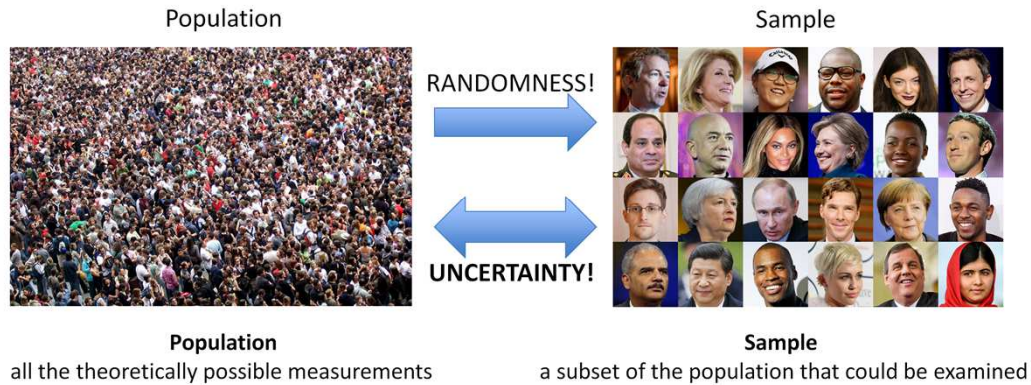 Population
Sample
RANDOMNESS!
UNCERTAINTY!
Population
all the theoretically possible measurements
Sample
a subset of the population that could be examined